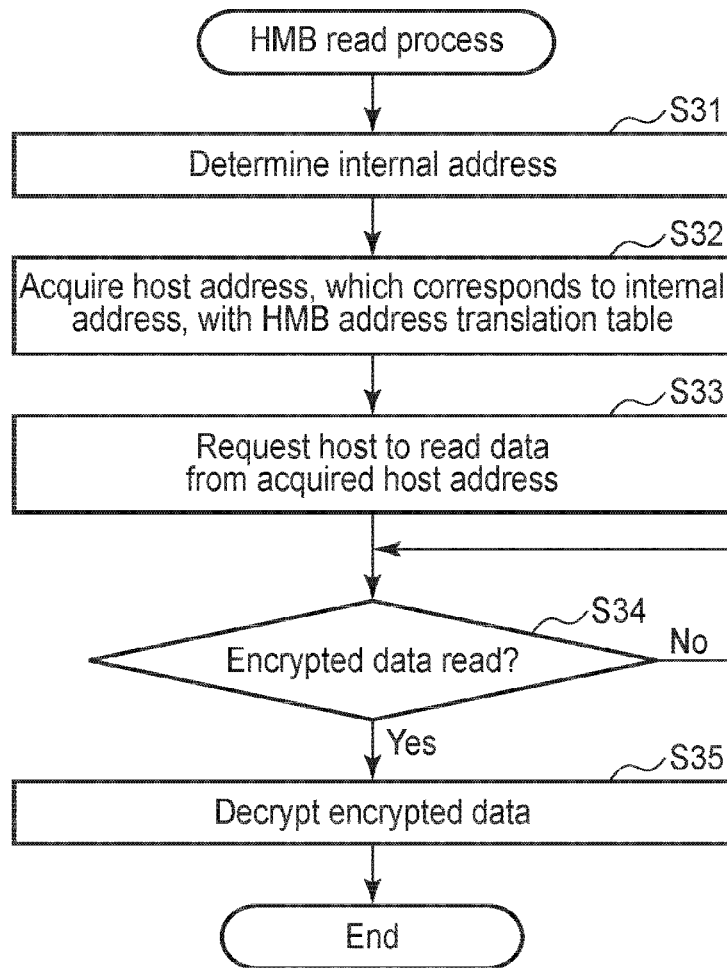 HMB read process
S31
Determine internal address
S32
Acquire host address, which corresponds to internal
address, with HMB address translation table
S33
Request host to read data
from acquired host address
S34
Encrypted data read?
No
Yes
S35
Decrypt encrypted data
End